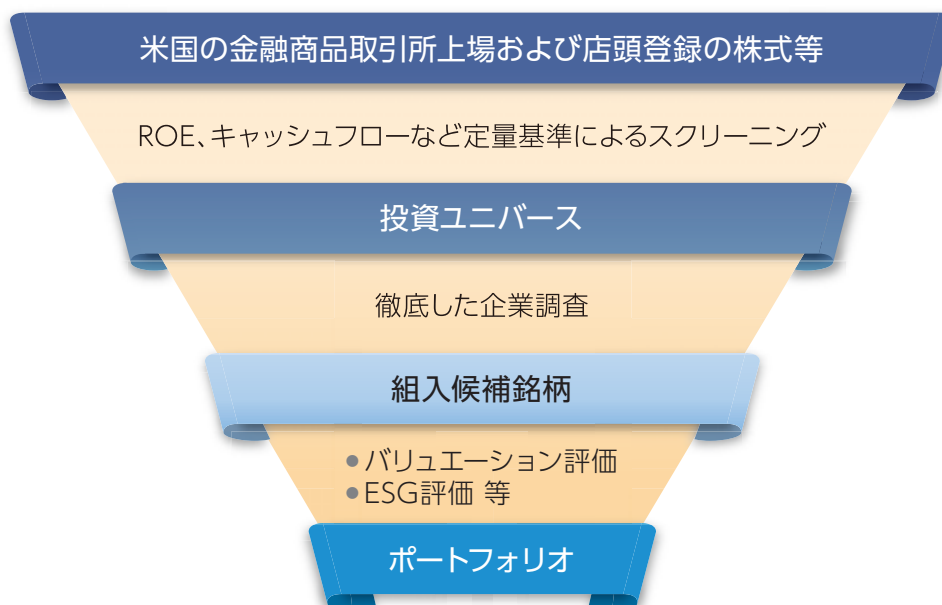 米国の金融商品取引所上場および店頭登録の株式等
ROE、キャッシュフローなど定量基準によるスクリーニング
投資ユニバース
徹底した企業調査
組入候補銘柄
●バリュエーション評価
●ESG評価 等
ポートフォリオ